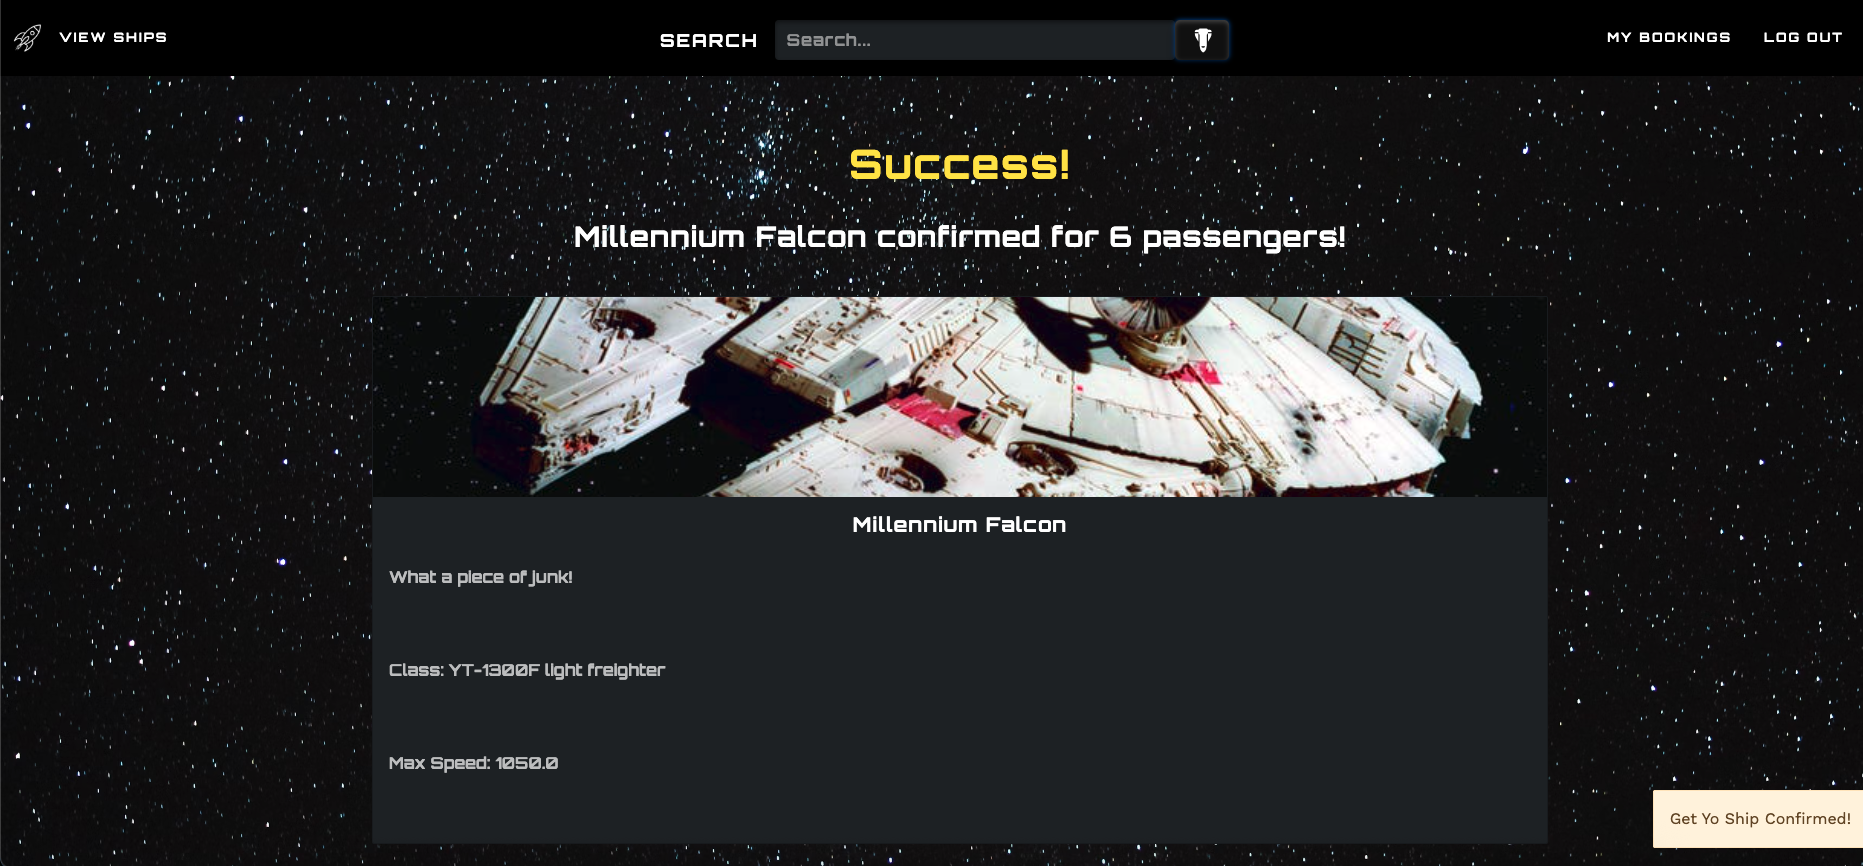 VIEW SHIPS
SEARCH
Search...
MY BOOKINGS
LOG OUT
Success!
Millennium Falcon confirmed for 6 passengers!
Millennium Falcon
What a piece of junk!
Class: YT-1300F light freighter
Max Speed: 1050.0
Get Yo Ship Confirmed!